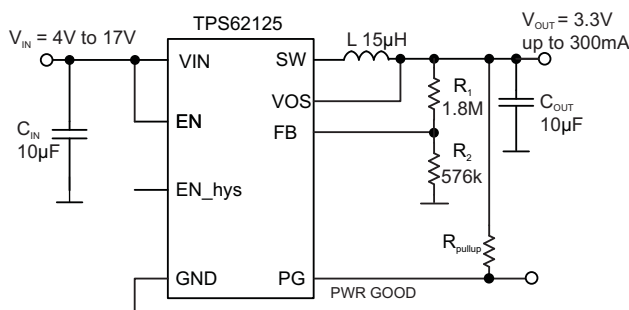 TPS62125
V_IN = 4V to 17V
V_OUT = 3.3V
up to 300mA
VIN
SW
L 15µH
VOS
R_1
1.8M
C_IN
10µF
EN
FB
C_OUT
10µF
R_2
576k
EN_hys
R_pullup
GND
PG
PWR GOOD